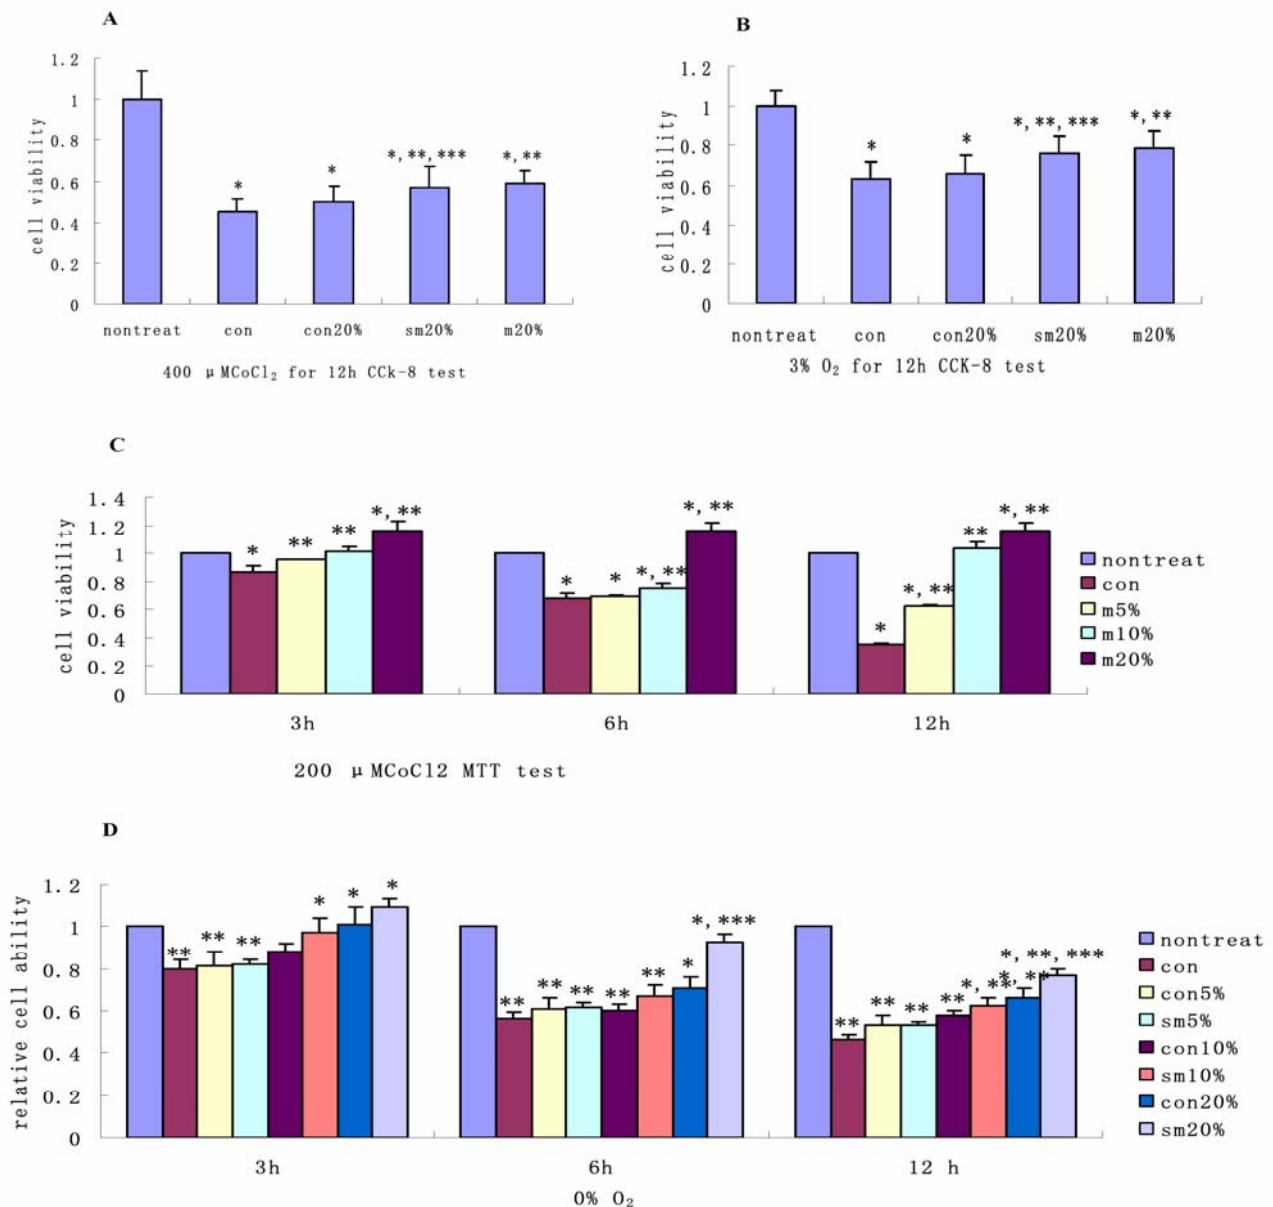 A
1.2
1
0.8
0.6
0.4
0.2
0
cell viability
*
*
*, **, ***
*, **
nontreat con con20% sm20% m20%
400 μMCoCl₂ for 12h CCk-8 test
B
1.2
1
0.8
0.6
0.4
0.2
0
cell viability
*
*
*, **, ***
*, **
nontreat con con20% sm20% m20%
3% O₂ for 12h CCK-8 test
C
1.4
1.2
1
0.8
0.6
0.4
0.2
0
cell viability
*
**
**
*, **
*
*
*, **
*, **
*
*, **
**
*, **
3h 6h 12h
200 μMCoCl2 MTT test
nontreat
con
m5%
m10%
m20%
D
1.2
1
0.8
0.6
0.4
0.2
0
relative cell ability
**
**
**
*
*
*
**
**
**
**
**
*
*, ***
**
**
**
**
*, **
*, **
*, **, ***
3h 6h 12 h
0% O₂
nontreat
con
con5%
sm5%
con10%
sm10%
con20%
sm20%